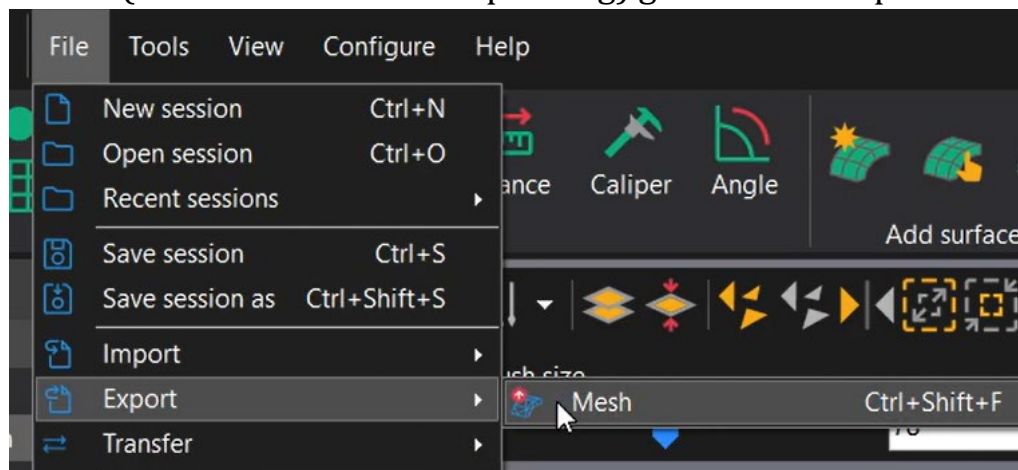 File Tools View Configure Help
New session Ctrl+N
Open session Ctrl+O
Recent sessions
Caliper Angle
Add surface
Save session Ctrl+S
Save session as Ctrl+Shift+S
Import
Export
Mesh Ctrl+Shift+F
Transfer